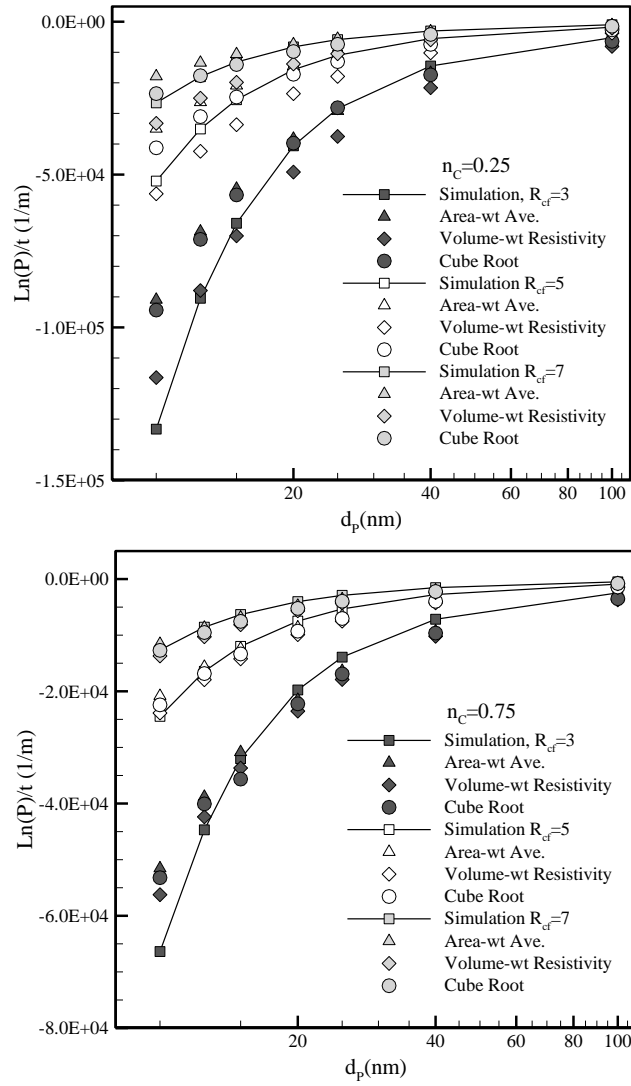 0.0E+00
-5.0E+04
-1.0E+05
-1.5E+05
Ln(P)/t (1/m)
n_C=0.25
Simulation, R_cf=3
Area-wt Ave.
Volume-wt Resistivity
Cube Root
Simulation R_cf=5
Area-wt Ave.
Volume-wt Resistivity
Cube Root
Simulation R_cf=7
Area-wt Ave.
Volume-wt Resistivity
Cube Root
20 40 60 80 100
d_P(nm)
0.0E+00
-2.0E+04
-4.0E+04
-6.0E+04
-8.0E+04
Ln(P)/t (1/m)
n_C=0.75
Simulation, R_cf=3
Area-wt Ave.
Volume-wt Resistivity
Cube Root
Simulation R_cf=5
Area-wt Ave.
Volume-wt Resistivity
Cube Root
Simulation R_cf=7
Area-wt Ave.
Volume-wt Resistivity
Cube Root
20 40 60 80 100
d_P(nm)